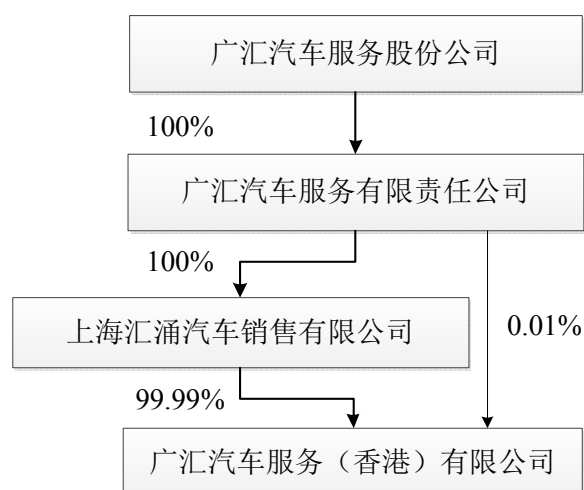 广汇汽车服务股份公司
100%
广汇汽车服务有限责任公司
100%
上海汇涌汽车销售有限公司
0.01%
99.99%
广汇汽车服务（香港）有限公司